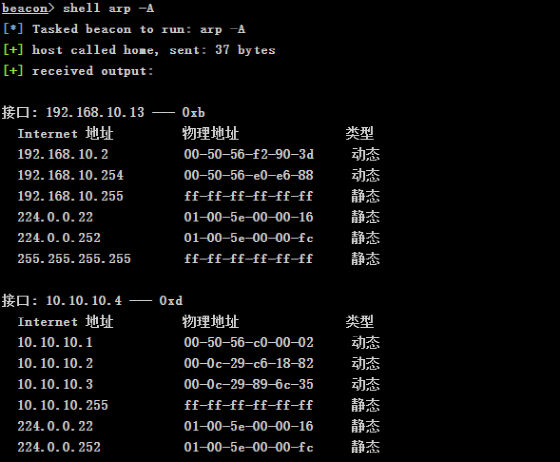 beacon> shell arp -A
[*] Tasked beacon to run: arp -A
[+] host called home, sent: 37 bytes
[+] received output:
接口: 192.168.10.13 --- 0xb
Internet 地址 物理地址 类型
192.168.10.2 00-50-56-f2-90-3d 动态
192.168.10.254 00-50-56-e0-e6-88 动态
192.168.10.255 ff-ff-ff-ff-ff-ff 静态
224.0.0.22 01-00-5e-00-00-16 静态
224.0.0.252 01-00-5e-00-00-fc 静态
255.255.255.255 ff-ff-ff-ff-ff-ff 静态
接口: 10.10.10.4 --- 0xd
Internet 地址 物理地址 类型
10.10.10.1 00-50-56-c0-00-02 动态
10.10.10.2 00-0c-29-c6-18-82 动态
10.10.10.3 00-0c-29-89-6c-35 动态
10.10.10.255 ff-ff-ff-ff-ff-ff 静态
224.0.0.22 01-00-5e-00-00-16 静态
224.0.0.252 01-00-5e-00-00-fc 静态